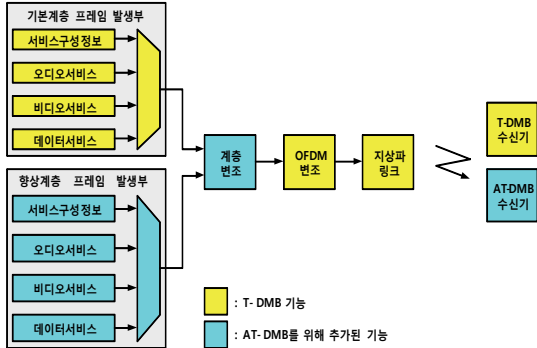 기본계층 프레임 발생부
서비스구성정보
오디오서비스
비디오서비스
데이터서비스
향상계층 프레임 발생부
서비스구성정보
오디오서비스
비디오서비스
데이터서비스
계층
변조
OFDM
변조
지상파
링크
T-DMB
수신기
AT-DMB
수신기
: T- DMB 기능
: AT- DMB를 위해 추가된 기능